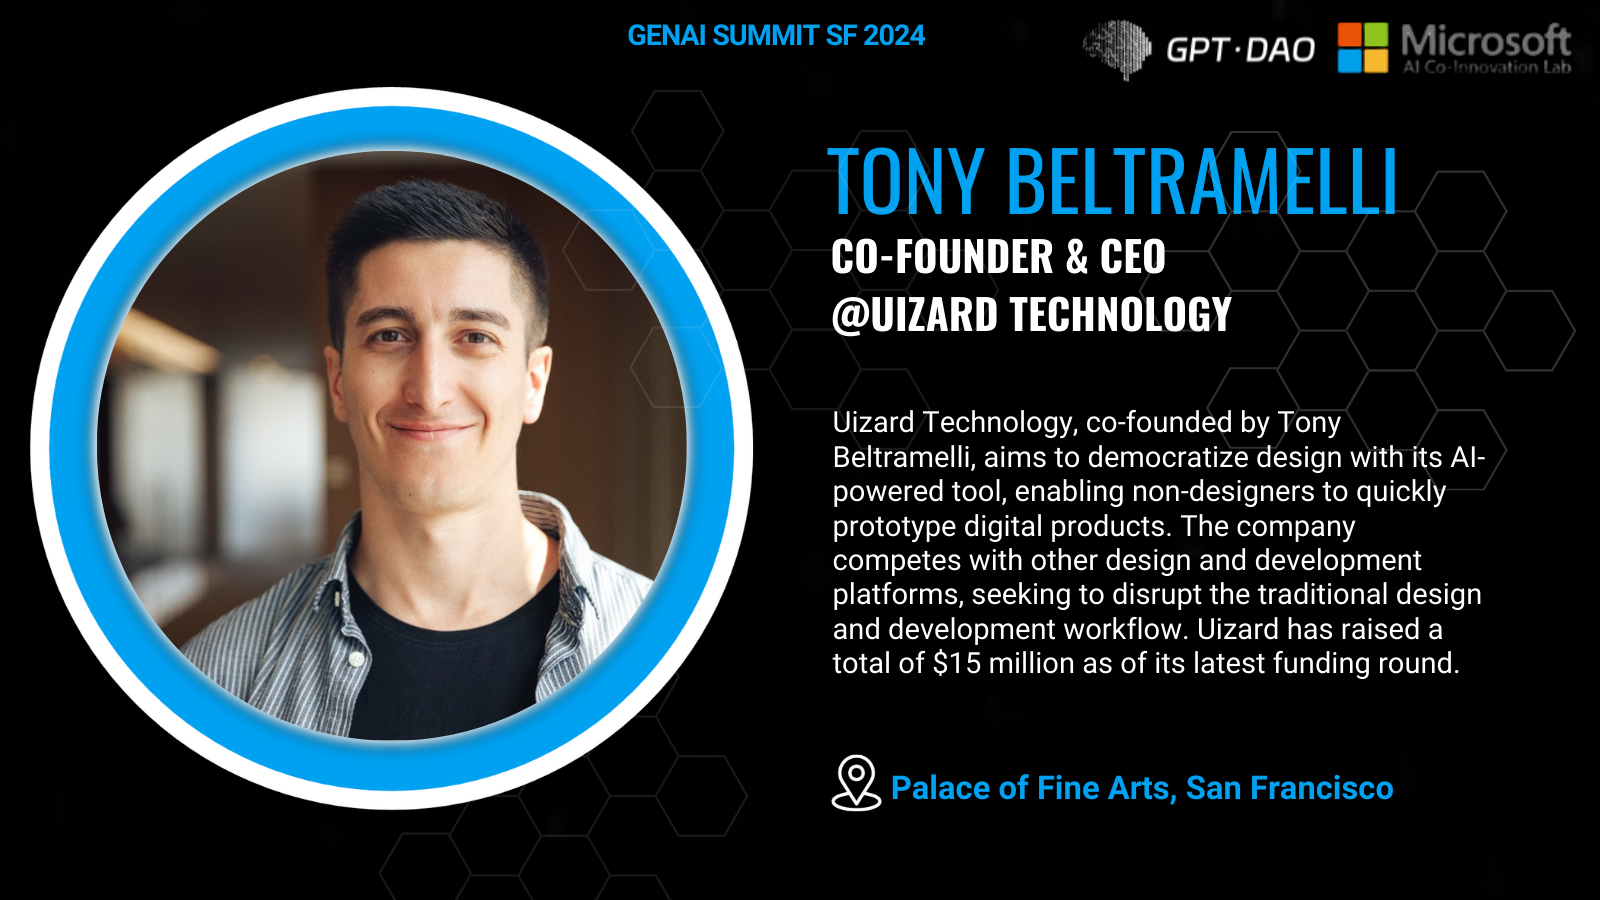 GENAI SUMMIT SF 2024
GPT·DAO
Microsoft
AI Co-Innovation Lab
TONY BELTRAMELLI
CO-FOUNDER & CEO
@UIZARD TECHNOLOGY
Uizard Technology, co-founded by Tony
Beltramelli, aims to democratize design with its AI-
powered tool, enabling non-designers to quickly
prototype digital products. The company
competes with other design and development
platforms, seeking to disrupt the traditional design
and development workflow. Uizard has raised a
total of $15 million as of its latest funding round.
Palace of Fine Arts, San Francisco